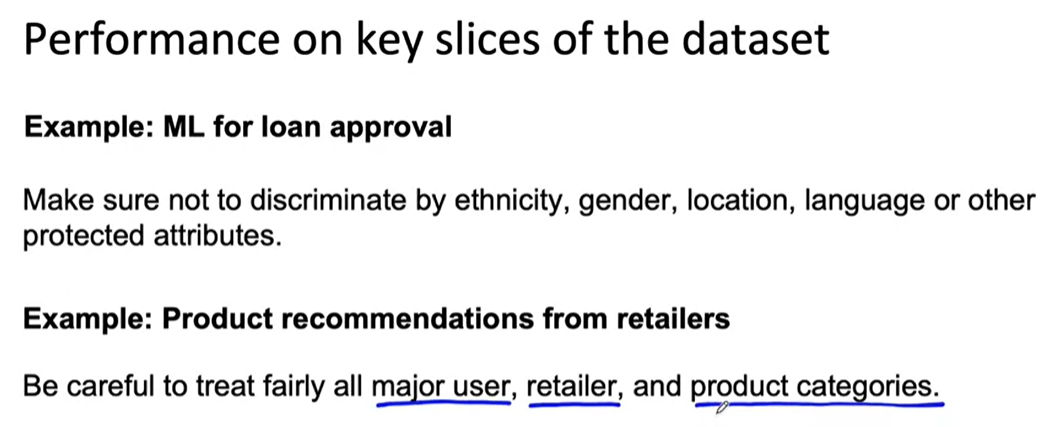 Performance on key slices of the dataset
Example: ML for loan approval
Make sure not to discriminate by ethnicity, gender, location, language or other
protected attributes.
Example: Product recommendations from retailers
Be careful to treat fairly all major user, retailer, and product categories.